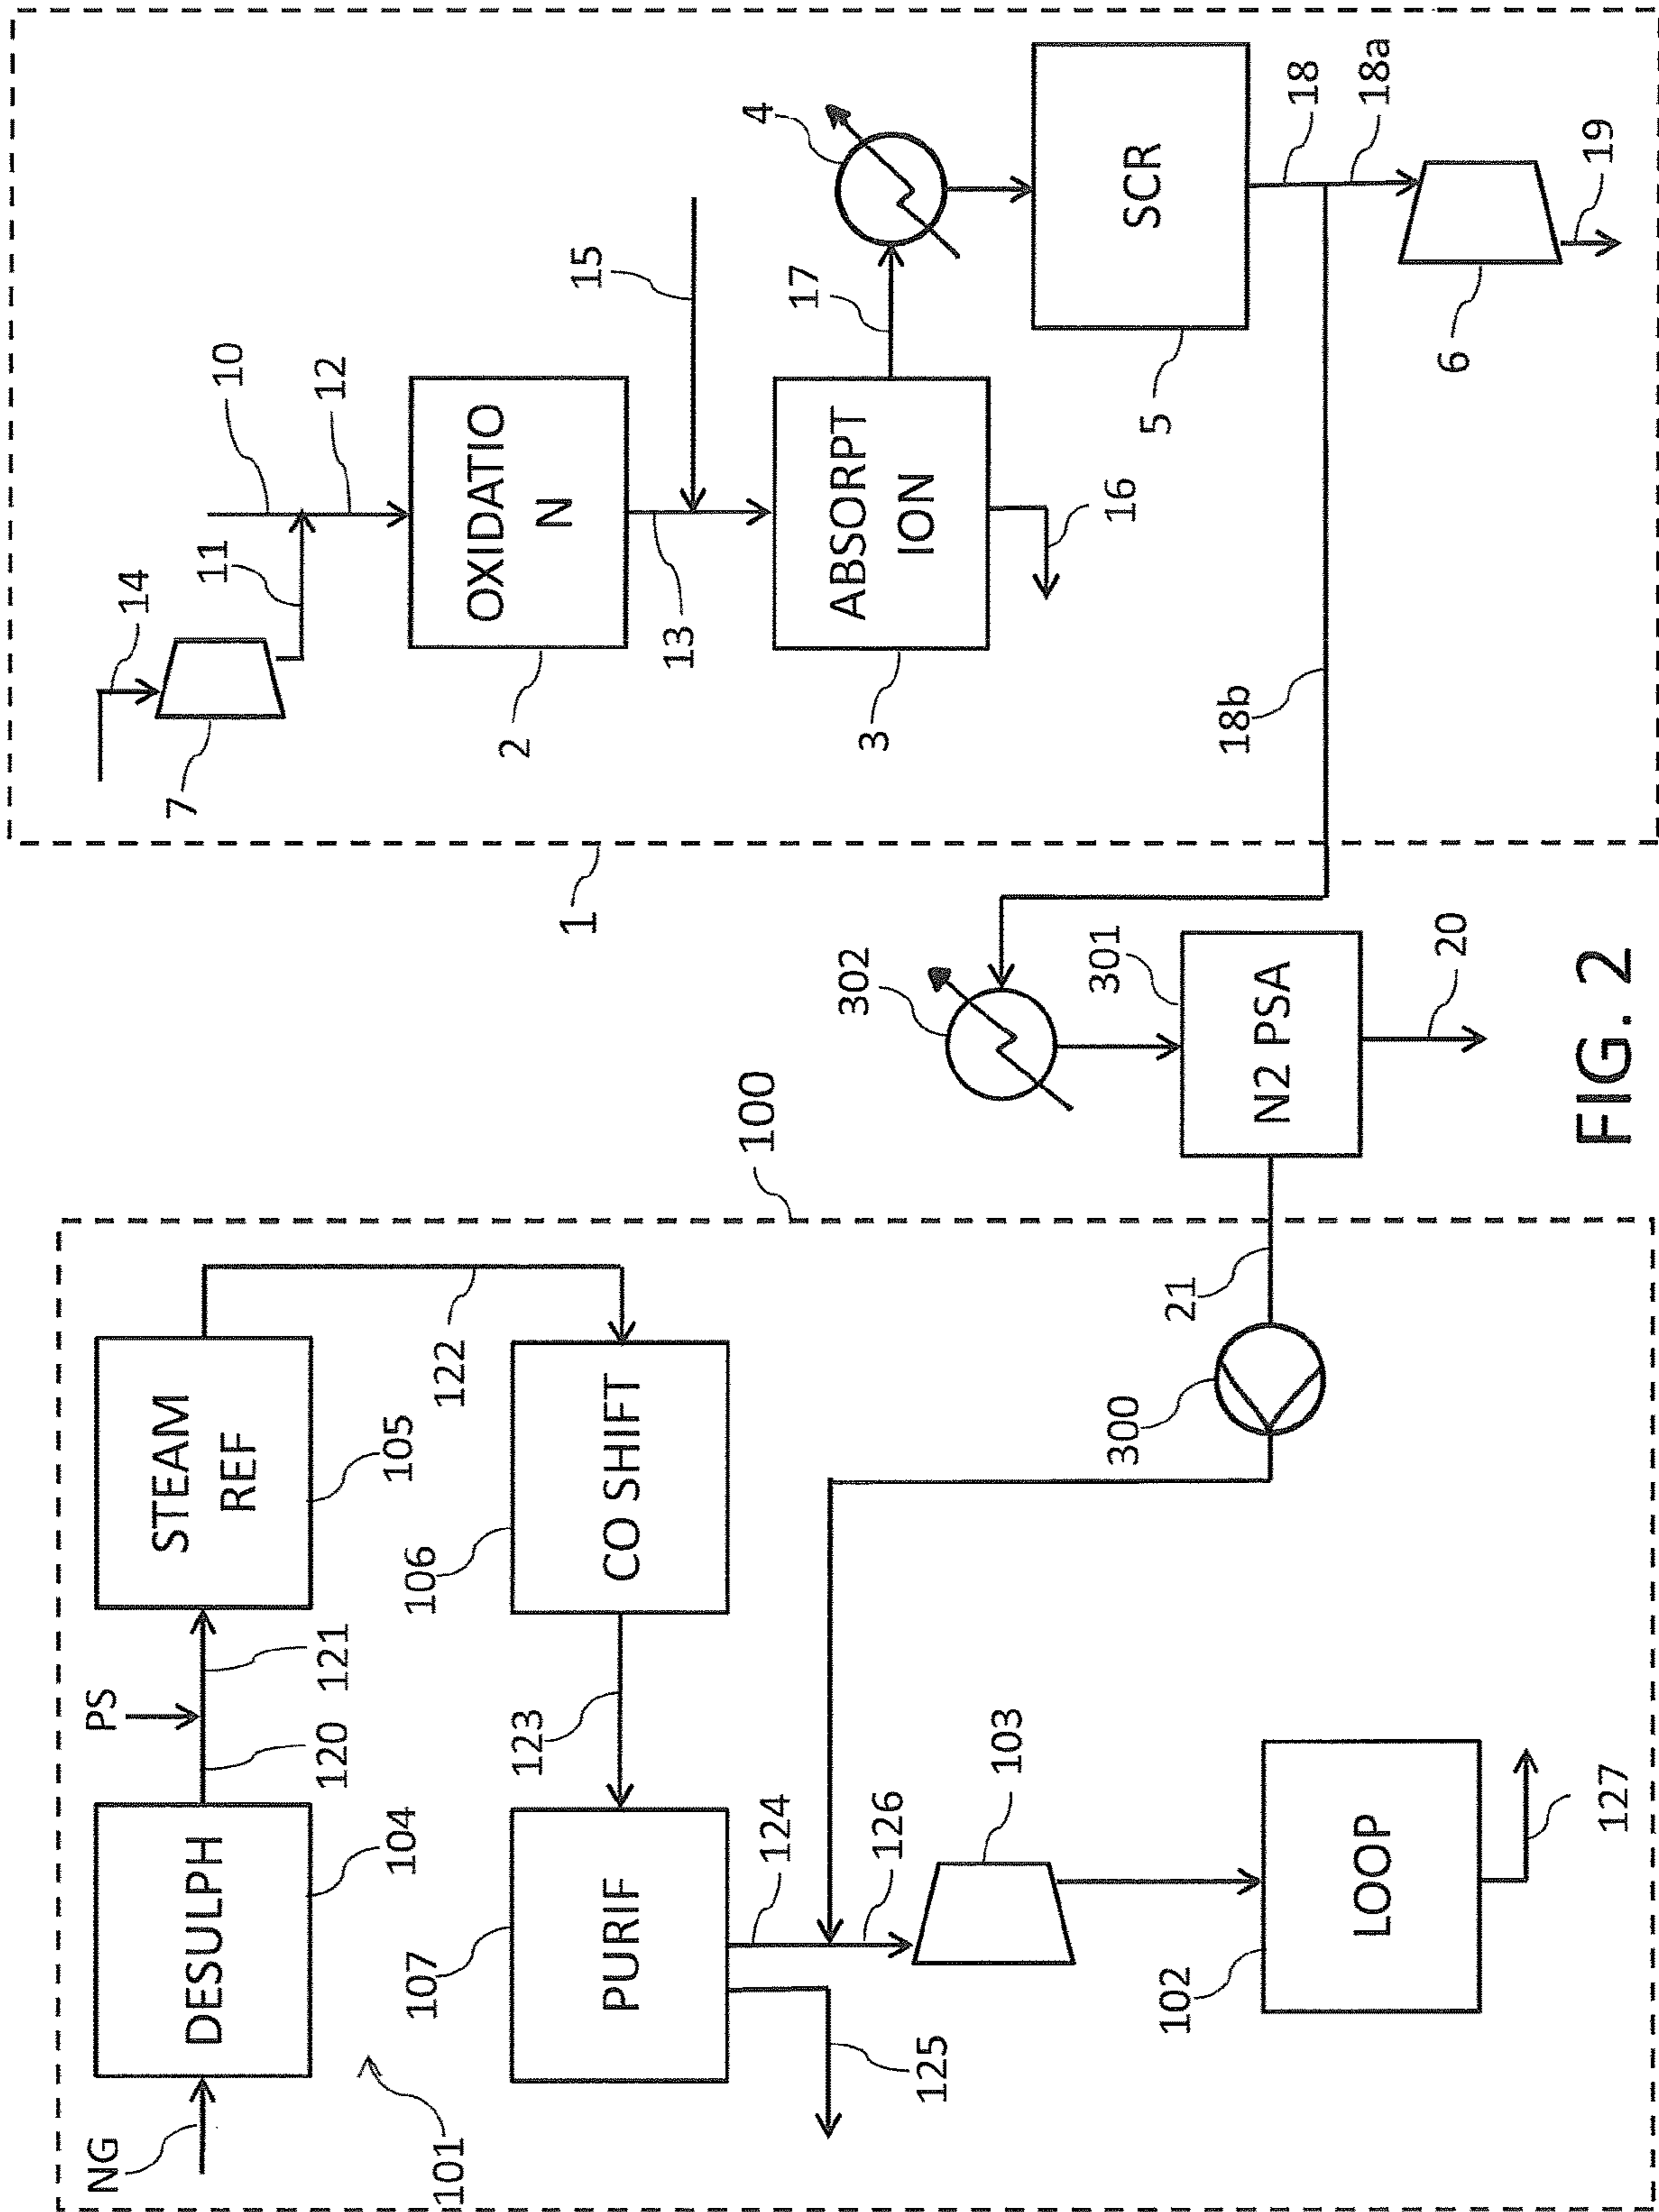 NG
DESULPH
104
120
PS
121
STEAM
REF
105
101
122
CO SHIFT
106
123
PURIF
107
124
125
126
103
LOOP
102
127
100
300
21
302
N2 PSA
301
20
1
14
7
11
10
12
OXIDATIO
N
2
13
15
ABSORPT
ION
3
16
17
4
SCR
5
18
18a
18b
6
19
FIG. 2